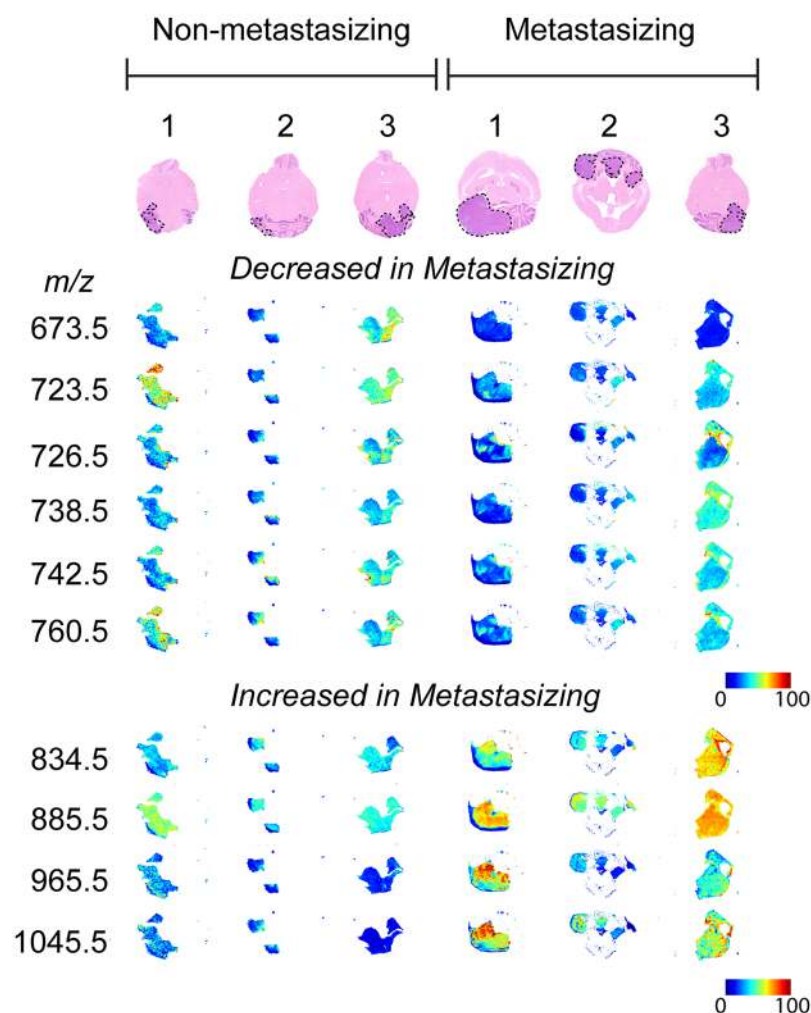 Non-metastasizing Metastasizing
1 2 3 1 2 3
Decreased in Metastasizing
m/z
673.5
723.5
726.5
738.5
742.5
760.5
0 100
Increased in Metastasizing
834.5
885.5
965.5
1045.5
0 100